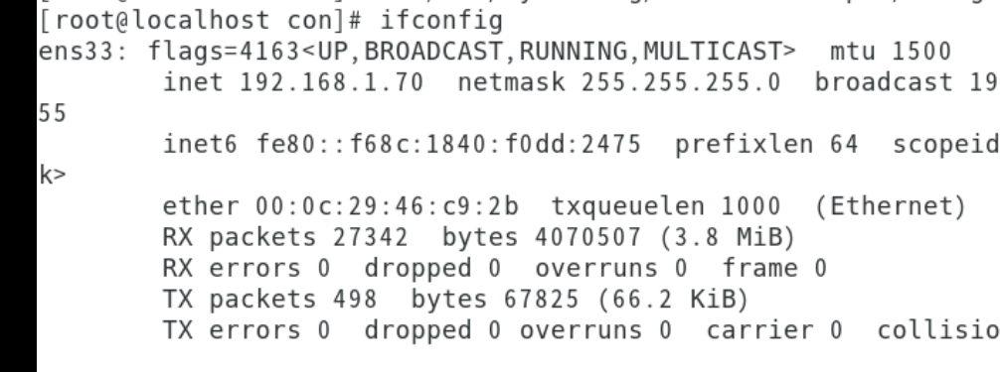 [root@localhost con]# ifconfig
ens33: flags=4163<UP,BROADCAST,RUNNING,MULTICAST>  mtu 1500
        inet 192.168.1.70  netmask 255.255.255.0  broadcast 19
55
        inet6 fe80::f68c:1840:f0dd:2475  prefixlen 64  scopeid
k>
        ether 00:0c:29:46:c9:2b  txqueuelen 1000  (Ethernet)
        RX packets 27342  bytes 4070507 (3.8 MiB)
        RX errors 0  dropped 0  overruns 0  frame 0
        TX packets 498  bytes 67825 (66.2 KiB)
        TX errors 0  dropped 0 overruns 0  carrier 0  collisio